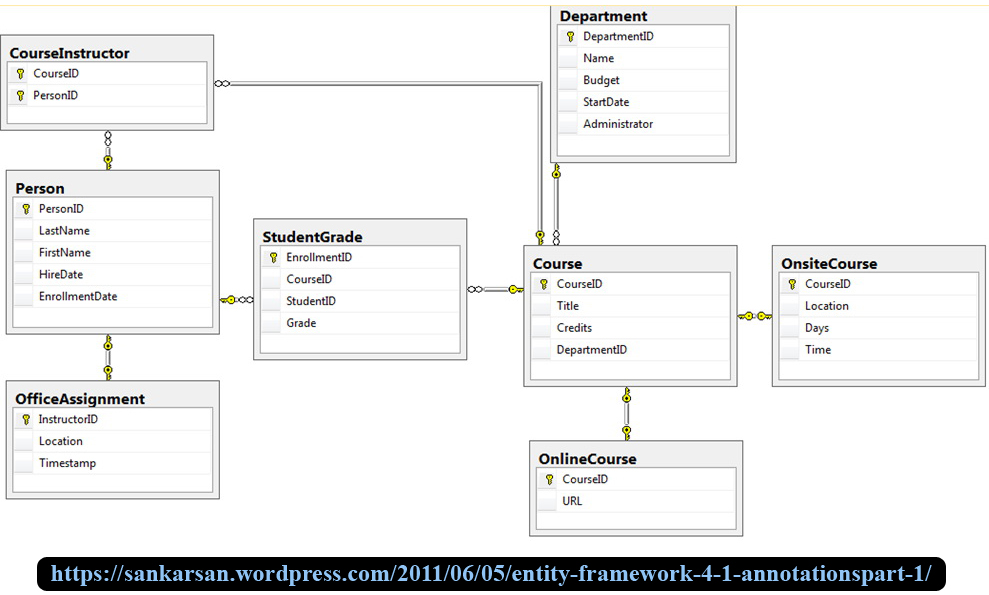 Department
DepartmentID
Name
Budget
StartDate
Administrator
CourseInstructor
CourseID
PersonID
Person
PersonID
LastName
FirstName
HireDate
EnrollmentDate
StudentGrade
EnrollmentID
CourseID
StudentID
Grade
Course
CourseID
Title
Credits
DepartmentID
OnsiteCourse
CourseID
Location
Days
Time
OfficeAssignment
InstructorID
Location
Timestamp
OnlineCourse
CourseID
URL
https://sankarsan.wordpress.com/2011/06/05/entity-framework-4-1-annotationspart-1/